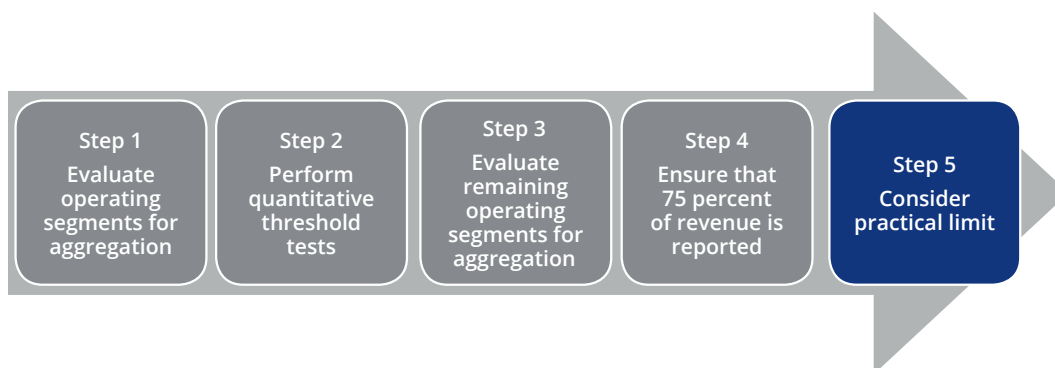 Step 1
Evaluate
operating
segments for
aggregation
Step 2
Perform
quantitative
threshold
tests
Step 3
Evaluate
remaining
operating
segments for
aggregation
Step 4
Ensure that
75 percent
of revenue is
reported
Step 5
Consider
practical limit